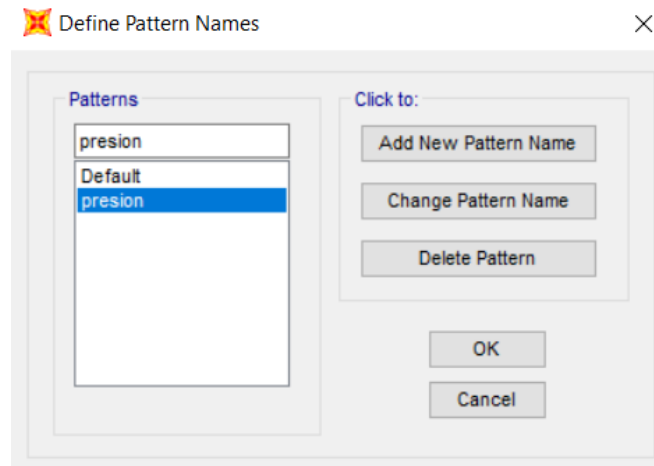 Define Pattern Names
Patterns
presion
Default
presion
Click to:
Add New Pattern Name
Change Pattern Name
Delete Pattern
OK
Cancel